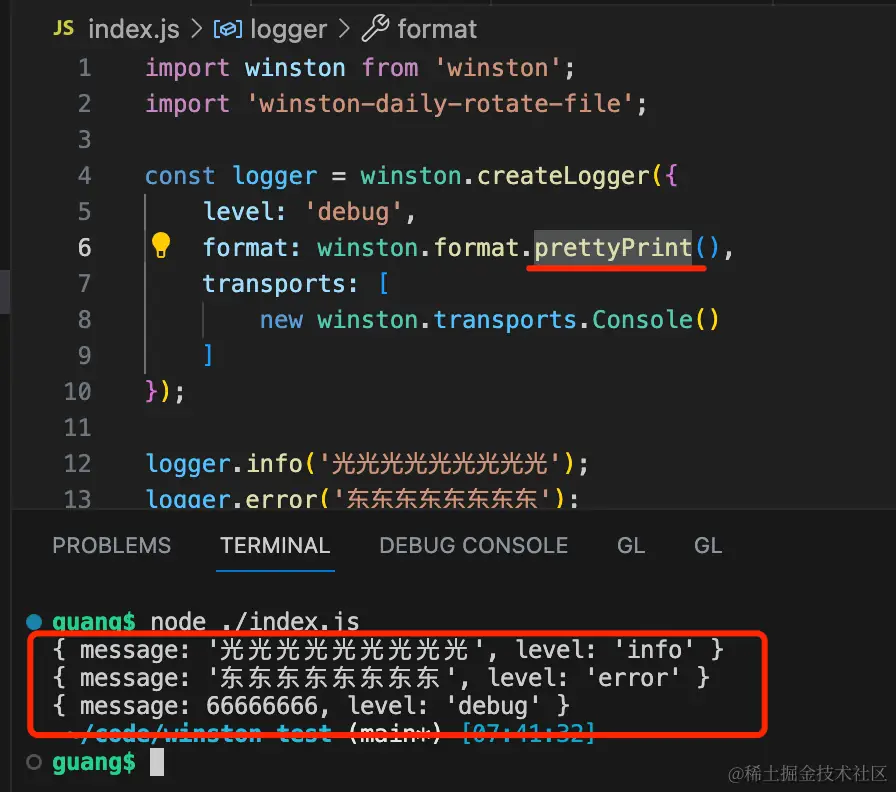 JS index.js > logger > format
1 import winston from 'winston';
2 import 'winston-daily-rotate-file';
3
4 const logger = winston.createLogger({
5 level: 'debug',
6 format: winston.format.prettyPrint(),
7 transports: [
8 new winston.transports.Console()
9 ]
10 });
11
12 logger.info('光光光光光光光光光');
13 logger.error('东东东东东东东东');
PROBLEMS TERMINAL DEBUG CONSOLE GL GL
guang$ node ./index.js
{ message: '光光光光光光光光光', level: 'info' }
{ message: '东东东东东东东东', level: 'error' }
{ message: 66666666, level: 'debug' }
~/code/winston-test (main*) [07:41:32]
guang$
@稀土掘金技术社区